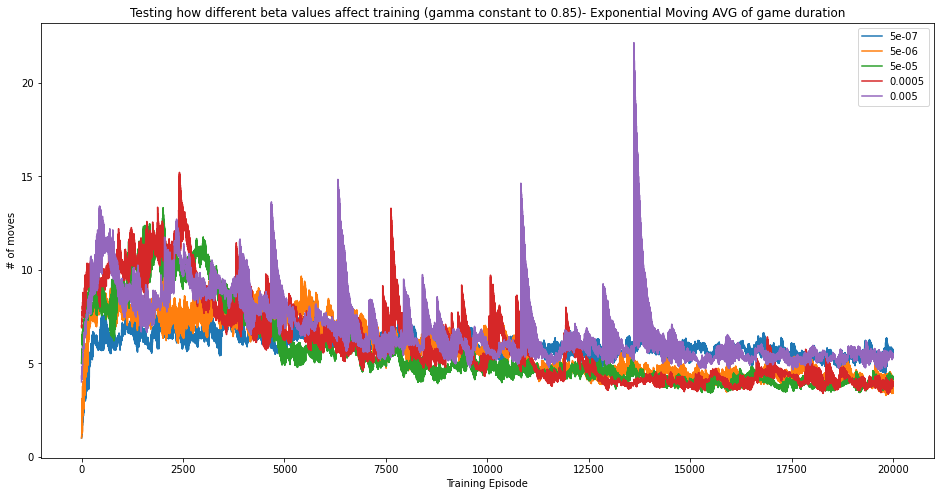 Testing how different beta values affect training (gamma constant to 0.85)- Exponential Moving AVG of game duration
5e-07
5e-06
5e-05
0.0005
0.005
# of moves
20
15
10
5
0
0
2500
5000
7500
10000
12500
15000
17500
20000
Training Episode